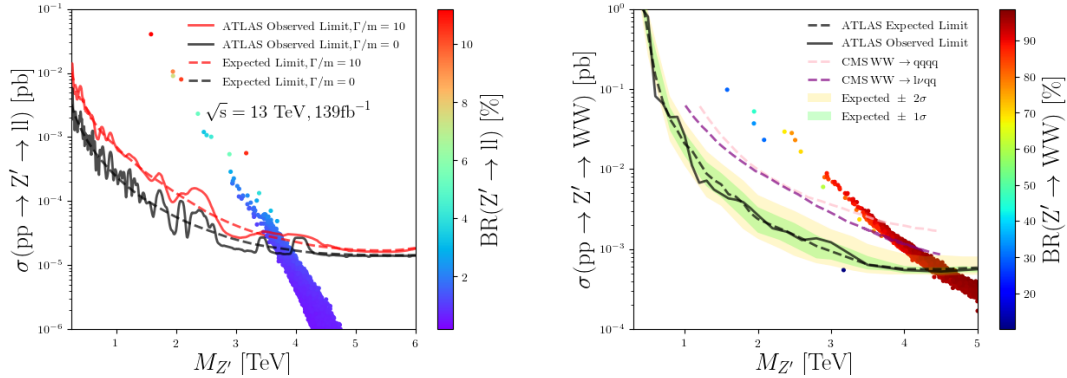 ATLAS Observed Limit, Γ/m = 10
ATLAS Observed Limit, Γ/m = 0
Expected Limit, Γ/m = 10
Expected Limit, Γ/m = 0
√s = 13 TeV, 139fb⁻¹
σ(pp → Z′ → ll) [pb]
10⁻¹
10⁻²
10⁻³
10⁻⁴
10⁻⁵
10⁻⁶
1 2 3 4 5 6
M_Z′ [TeV]
10
8
6
4
2
BR(Z′ → ll) [%]
ATLAS Expected Limit
ATLAS Observed Limit
CMS WW → qqqq
CMS WW → lνqq
Expected ± 2σ
Expected ± 1σ
σ(pp → Z′ → WW) [pb]
10⁰
10⁻¹
10⁻²
10⁻³
10⁻⁴
1 2 3 4 5
M_Z′ [TeV]
90
80
70
60
50
40
30
20
BR(Z′ → WW) [%]